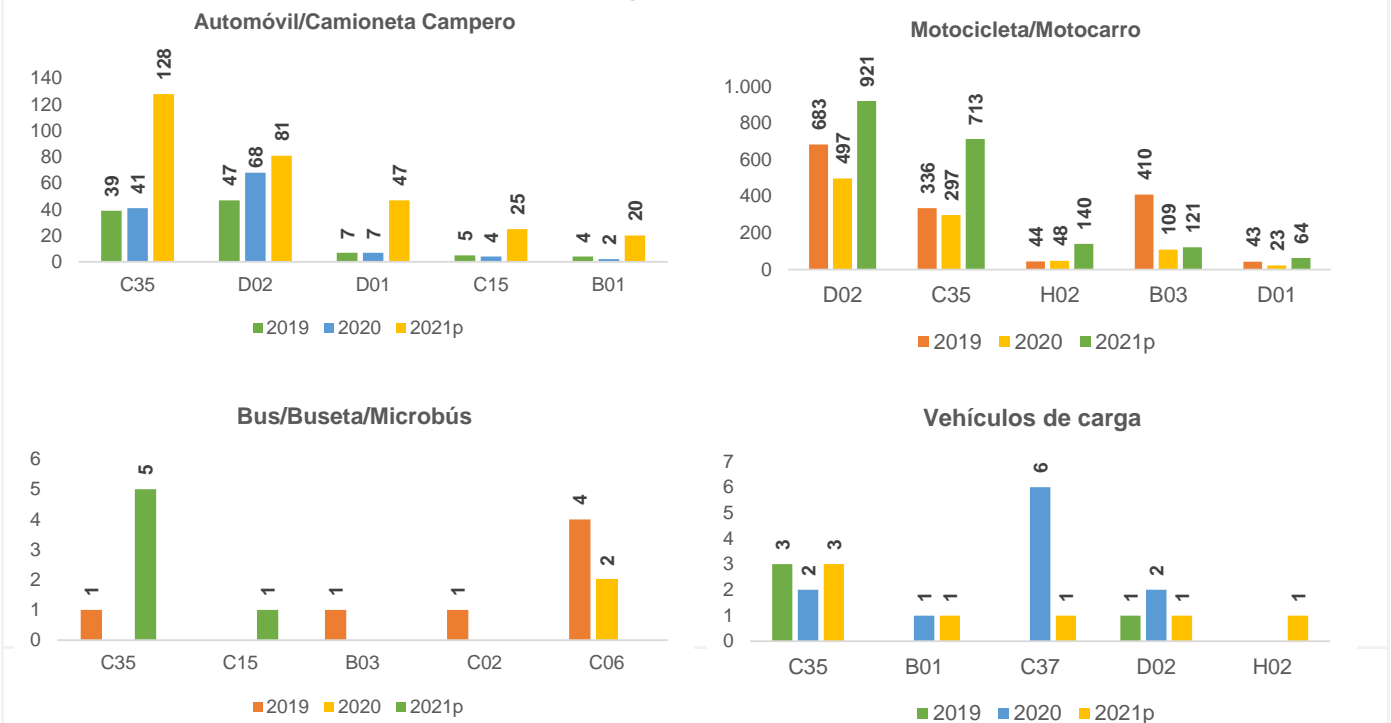 Automóvil/Camioneta Campero
140
120
100
80
60
40
20
0
39 41 128
47 68 81
7 7 47
5 4 25
4 2 20
C35 D02 D01 C15 B01
2019 2020 2021p
Motocicleta/Motocarro
1.000
800
600
400
200
0
683 497 921
336 297 713
44 48 140
410 109 121
43 23 64
D02 C35 H02 B03 D01
2019 2020 2021p
Bus/Buseta/Microbús
6
5
4
3
2
1
0
1 5
1
1
1
4 2
C35 C15 B03 C02 C06
2019 2020 2021p
Vehículos de carga
7
6
5
4
3
2
1
0
3 2 3
1 1
6 1
1 2 1
1
C35 B01 C37 D02 H02
2019 2020 2021p